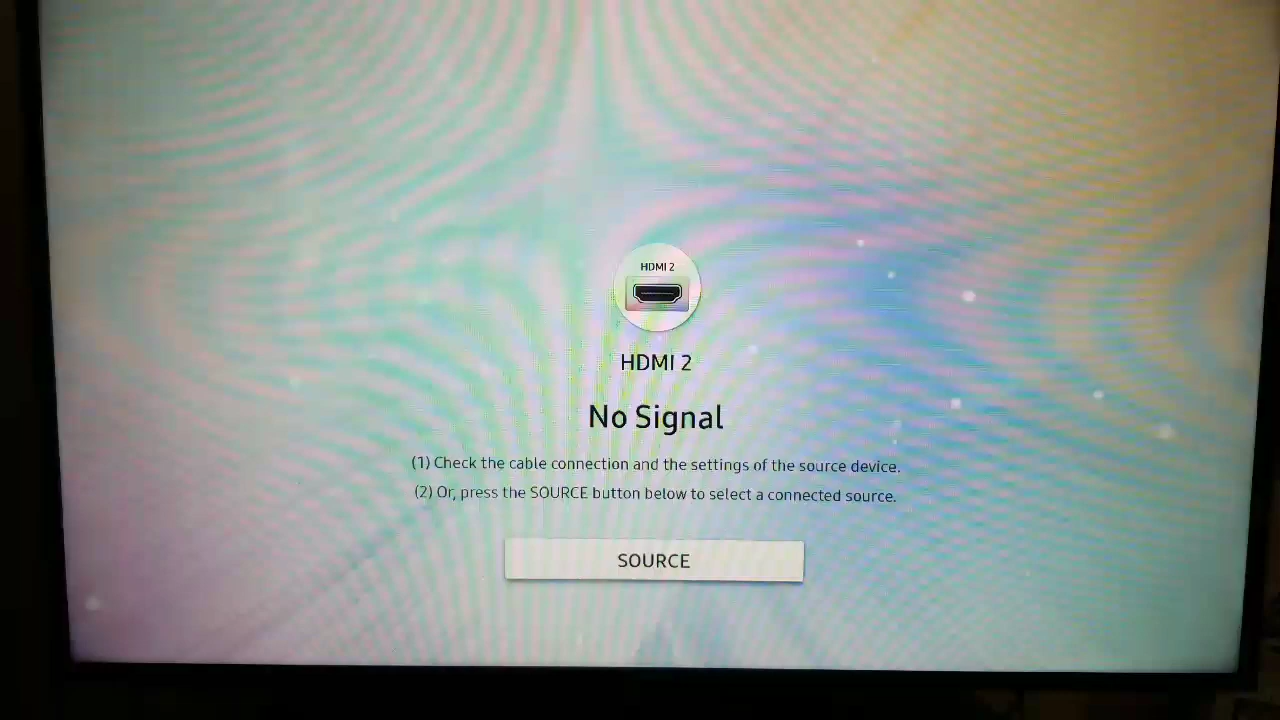 HDMI 2
HDMI 2
No Signal
(1) Check the cable connection and the settings of the source device.
(2) Or, press the SOURCE button below to select a connected source.
SOURCE